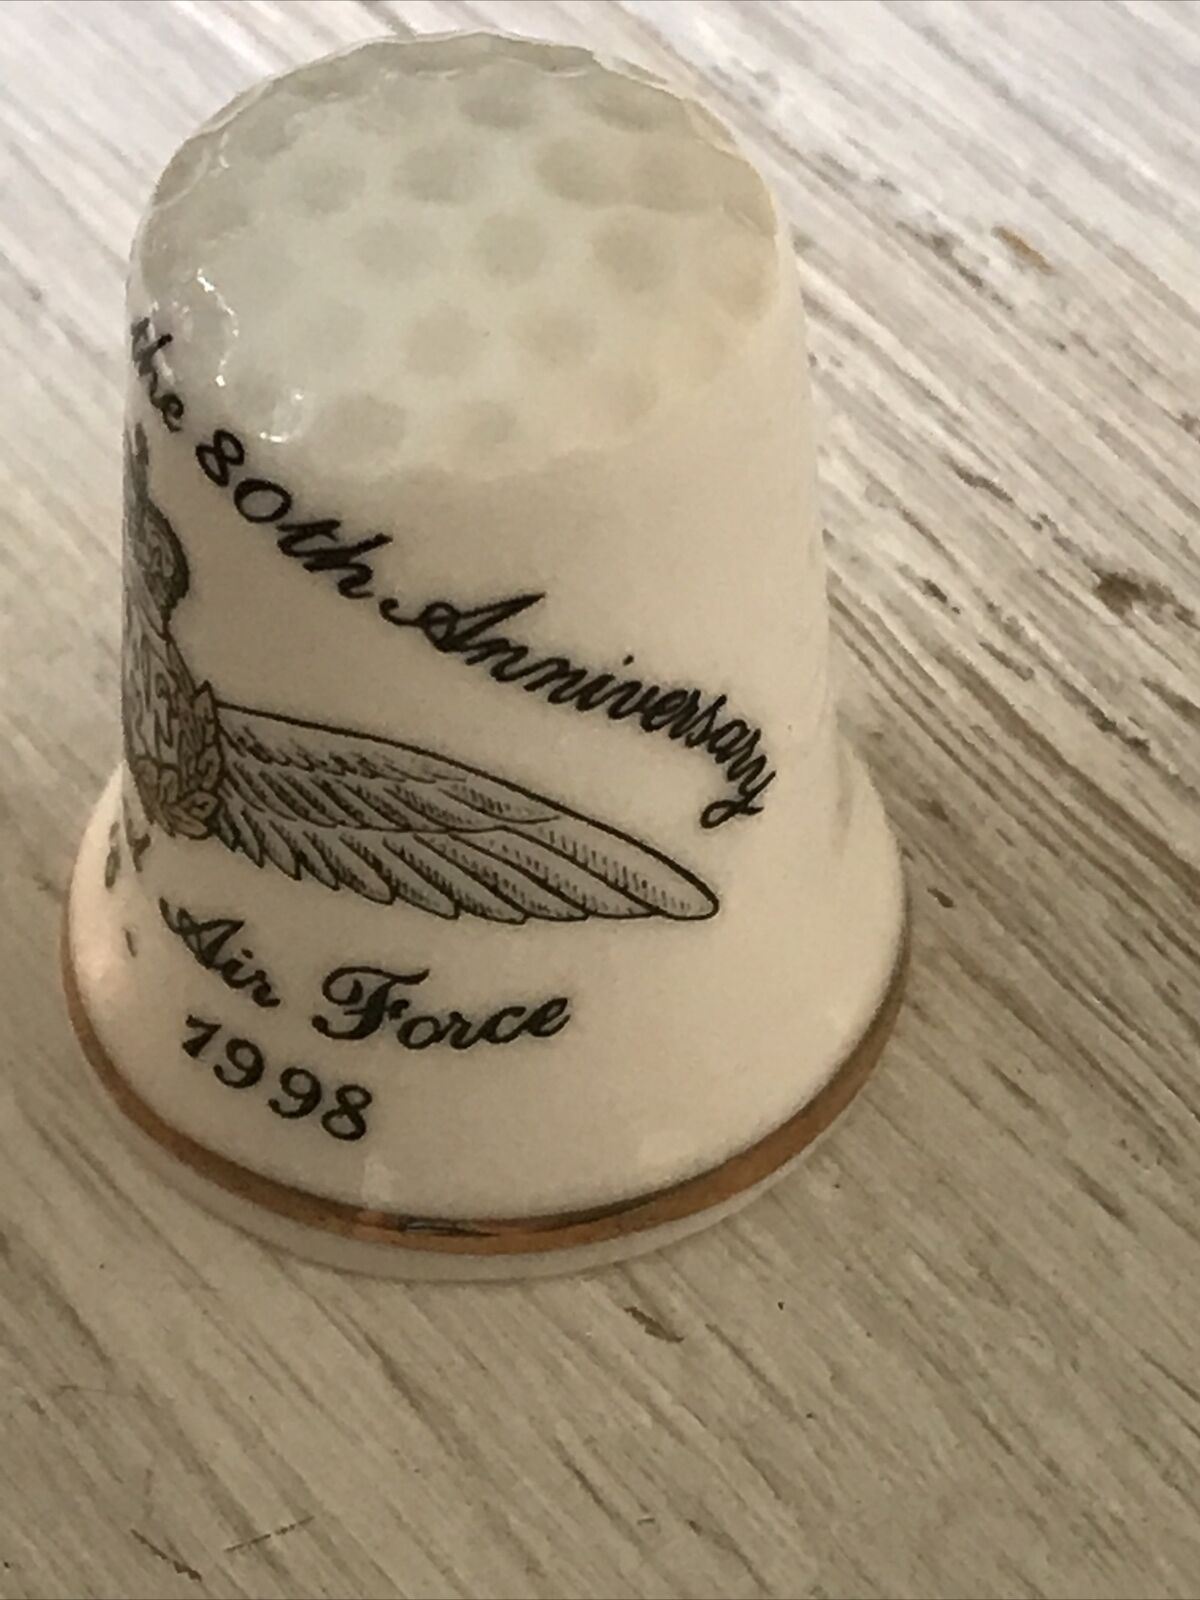 the 80th Anniversary
Air Force
1998